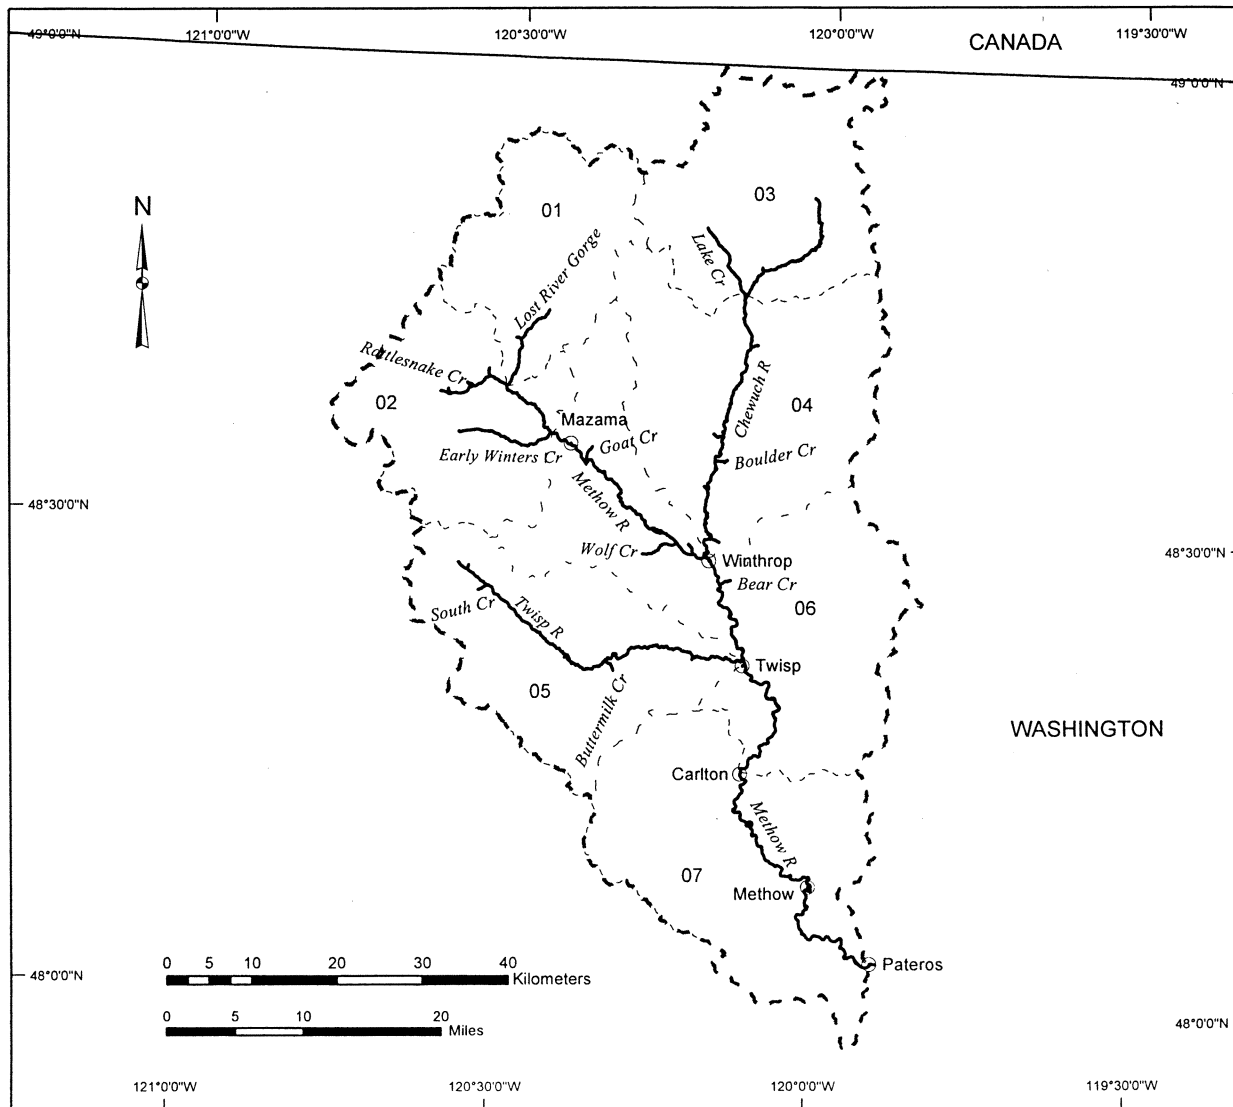 49°0'0"N
121°0'0"W
120°30'0"W
120°0'0"W
119°30'0"W
CANADA
49°0'0"N
N
01
03
Lost River Gorge
Lake Cr
Rattlesnake Cr
02
Chewuch R
04
Mazama
Goat Cr
Early Winters Cr
Boulder Cr
Methow R
48°30'0"N
Wolf Cr
Winthrop
48°30'0"N
Bear Cr
South Cr
Twisp R
06
Twisp
05
Buttermilk Cr
WASHINGTON
Carlton
Methow R
07
Methow
Pateros
0 5 10 20 30 40
Kilometers
48°0'0"N
0 5 10 20
Miles
48°0'0"N
121°0'0"W
120°30'0"W
120°0'0"W
119°30'0"W